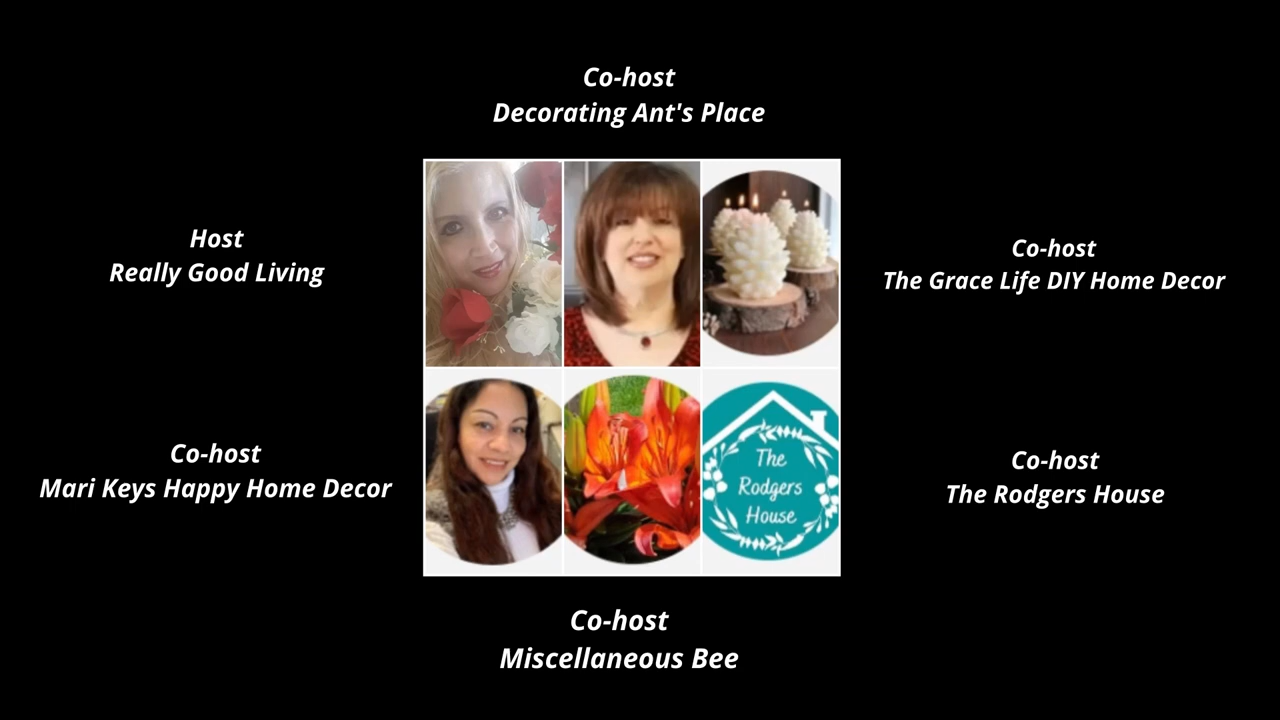 Co-host
Decorating Ant's Place
Host
Really Good Living
Co-host
The Grace Life DIY Home Decor
Co-host
Mari Keys Happy Home Decor
The
Rodgers
House
Co-host
The Rodgers House
Co-host
Miscellaneous Bee